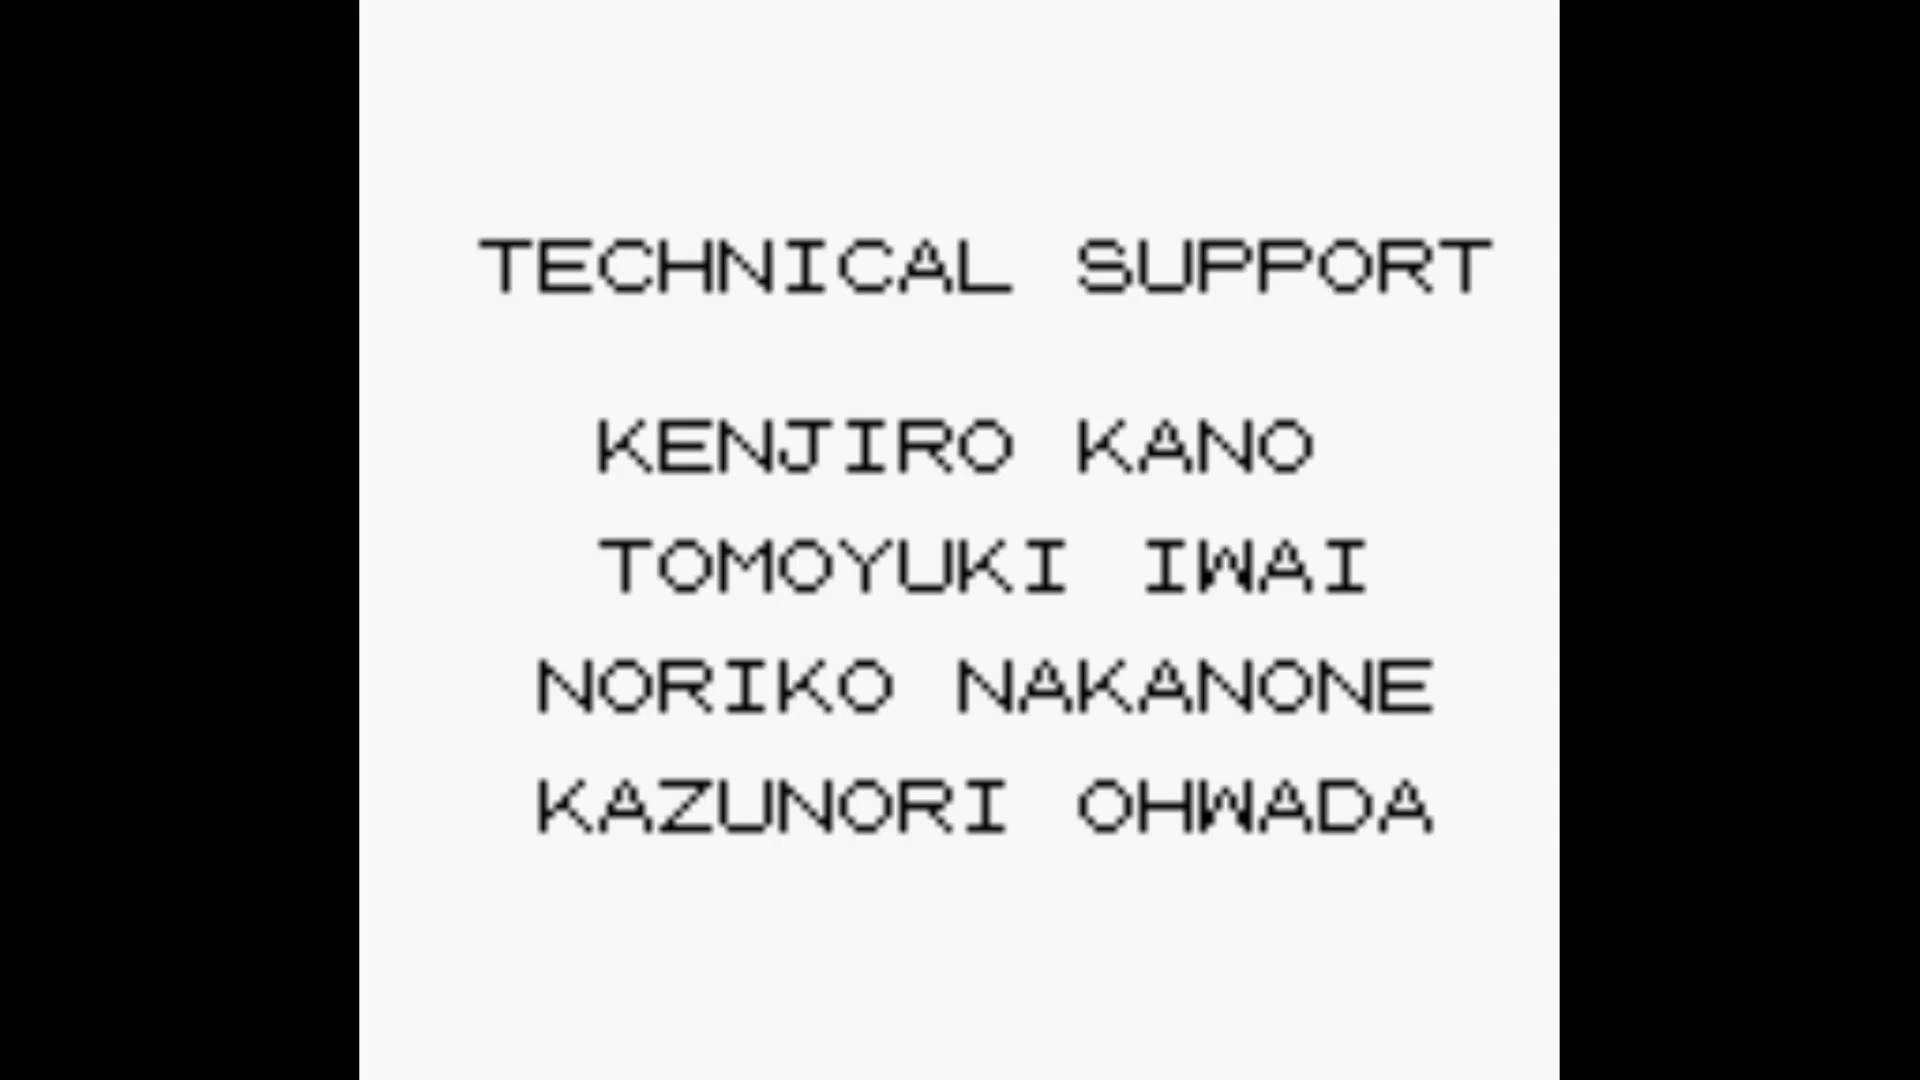 TECHNICAL SUPPORT
KENJIRO KANO
TOMOYUKI IWAI
NORIKO NAKANONE
KAZUNORI OHWADA